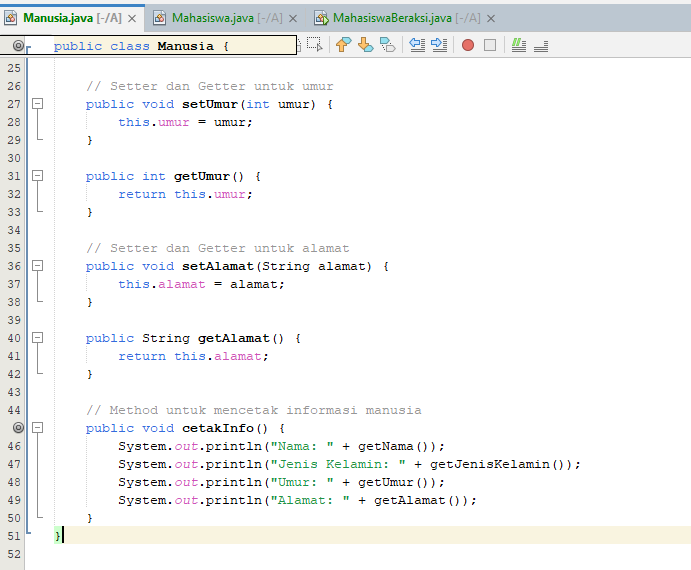 Manusia.java [-/A] Mahasiswa.java [-/A] MahasiswaBeraksi.java [-/A]
public class Manusia {
25
26 // Setter dan Getter untuk umur
27 public void setUmur(int umur) {
28 this.umur = umur;
29 }
30
31 public int getUmur() {
32 return this.umur;
33 }
34
35 // Setter dan Getter untuk alamat
36 public void setAlamat(String alamat) {
37 this.alamat = alamat;
38 }
39
40 public String getAlamat() {
41 return this.alamat;
42 }
43
44 // Method untuk mencetak informasi manusia
public void cetakInfo() {
46 System.out.println("Nama: " + getNama());
47 System.out.println("Jenis Kelamin: " + getJenisKelamin());
48 System.out.println("Umur: " + getUmur());
49 System.out.println("Alamat: " + getAlamat());
50 }
51 }
52